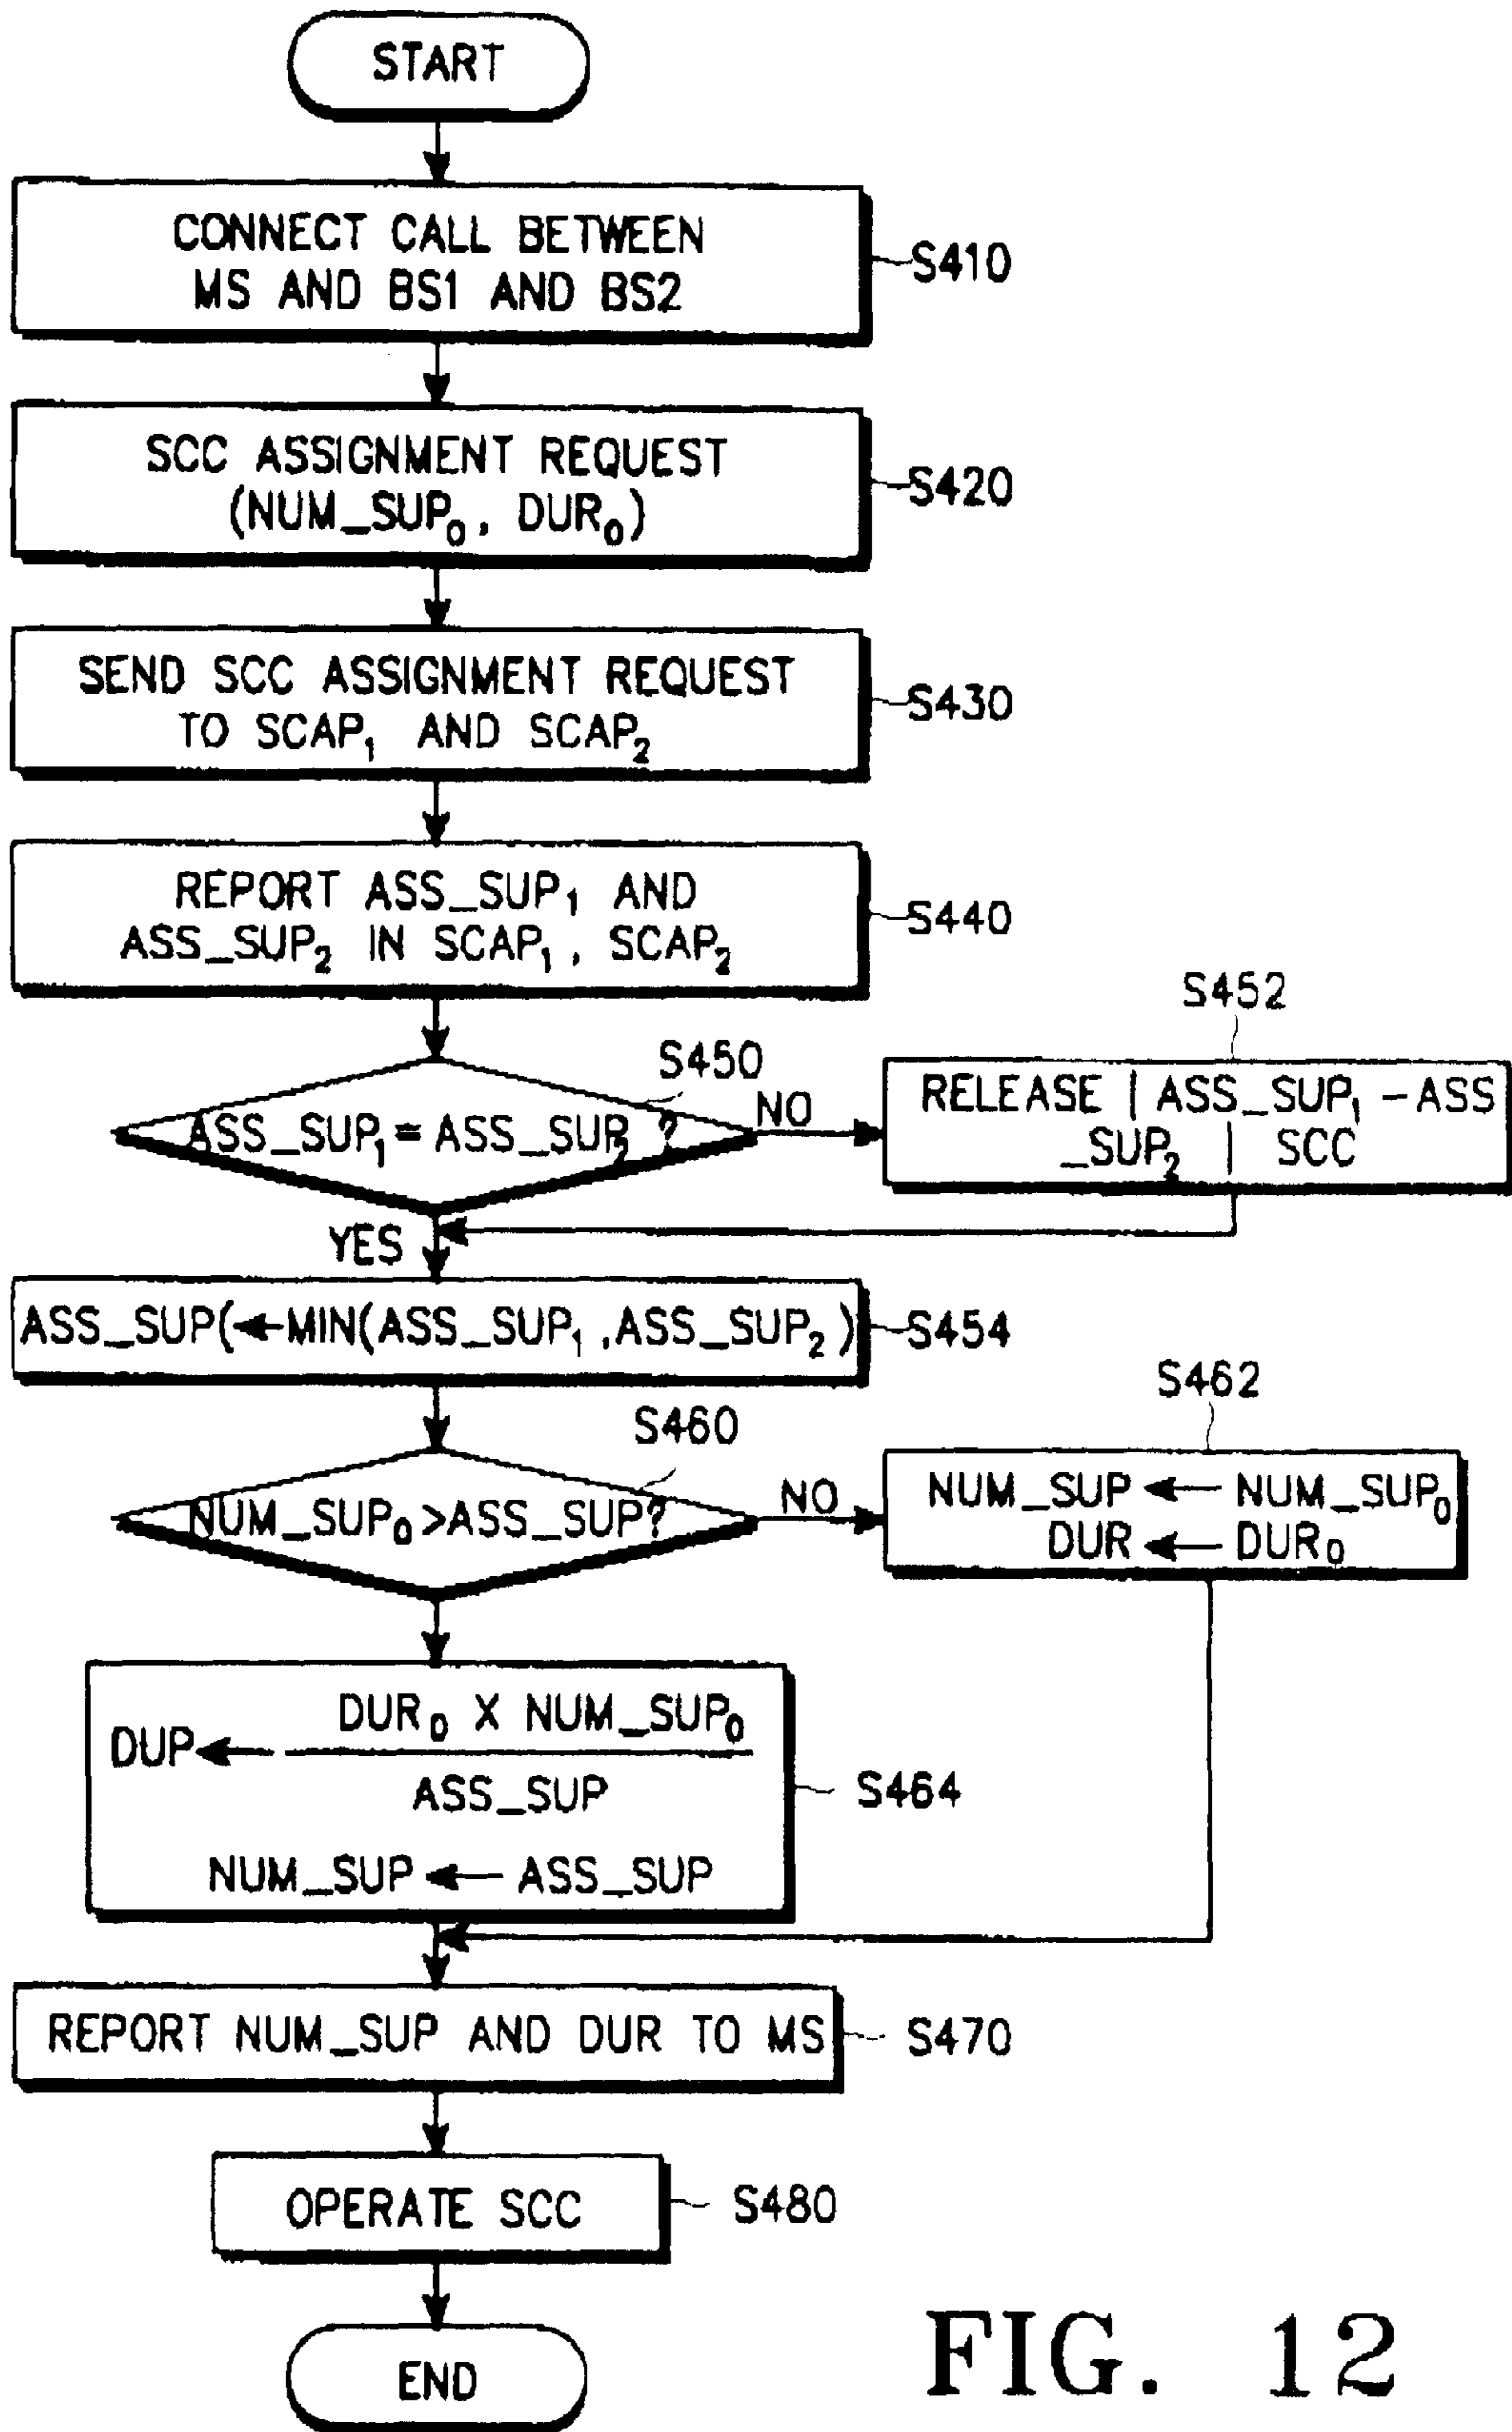 START
CONNECT CALL BETWEEN
MS AND BS1 AND BS2
S410
SCC ASSIGNMENT REQUEST
(NUM_SUP₀, DUR₀)
S420
SEND SCC ASSIGNMENT REQUEST
TO SCAP₁ AND SCAP₂
S430
REPORT ASS_SUP₁ AND
ASS_SUP₂ IN SCAP₁, SCAP₂
S440
S450
ASS_SUP₁ = ASS_SUP₂ ?
NO
YES
S452
RELEASE | ASS_SUP₁ - ASS
_SUP₂ | SCC
ASS_SUP(←MIN(ASS_SUP₁,ASS_SUP₂)
S454
S460
NUM_SUP₀>ASS_SUP?
NO
S462
NUM_SUP ← NUM_SUP₀
DUR ← DUR₀
DUR₀ X NUM_SUP₀
DUP←
ASS_SUP
NUM_SUP ← ASS_SUP
S464
REPORT NUM_SUP AND DUR TO MS
S470
OPERATE SCC
S480
END
FIG. 12